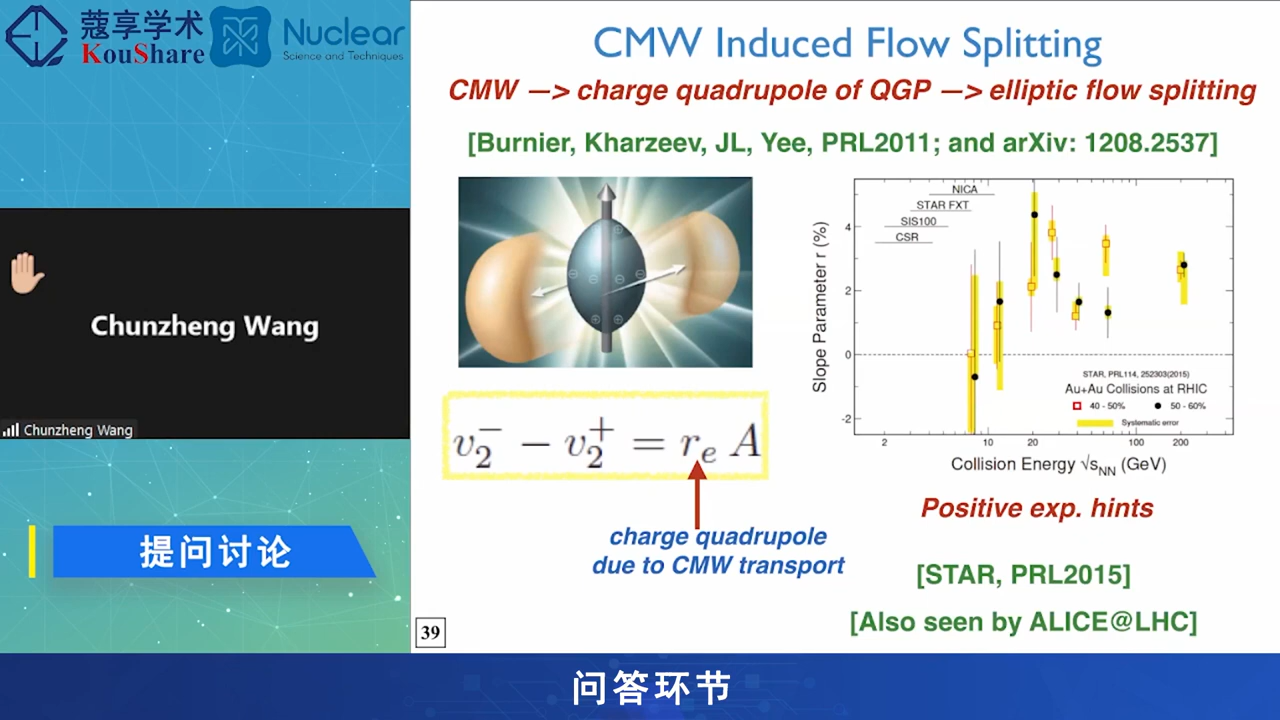 蔻享学术
KouShare
Nuclear
Science and Techniques
Chunzheng Wang
Chunzheng Wang
提问讨论
CMW Induced Flow Splitting
CMW —> charge quadrupole of QGP —> elliptic flow splitting
[Burnier, Kharzeev, JL, Yee, PRL2011; and arXiv: 1208.2537]
v₂⁻ − v₂⁺ = rₑ A
charge quadrupole
due to CMW transport
NICA
STAR FXT
SIS100
CSR
Slope Parameter r (%)
4
2
0
-2
STAR, PRL114, 252303(2015)
Au+Au Collisions at RHIC
40 - 50%
50 - 60%
Systematic error
2
10
20
100
200
Collision Energy √sNN (GeV)
Positive exp. hints
[STAR, PRL2015]
[Also seen by ALICE@LHC]
39
问答环节